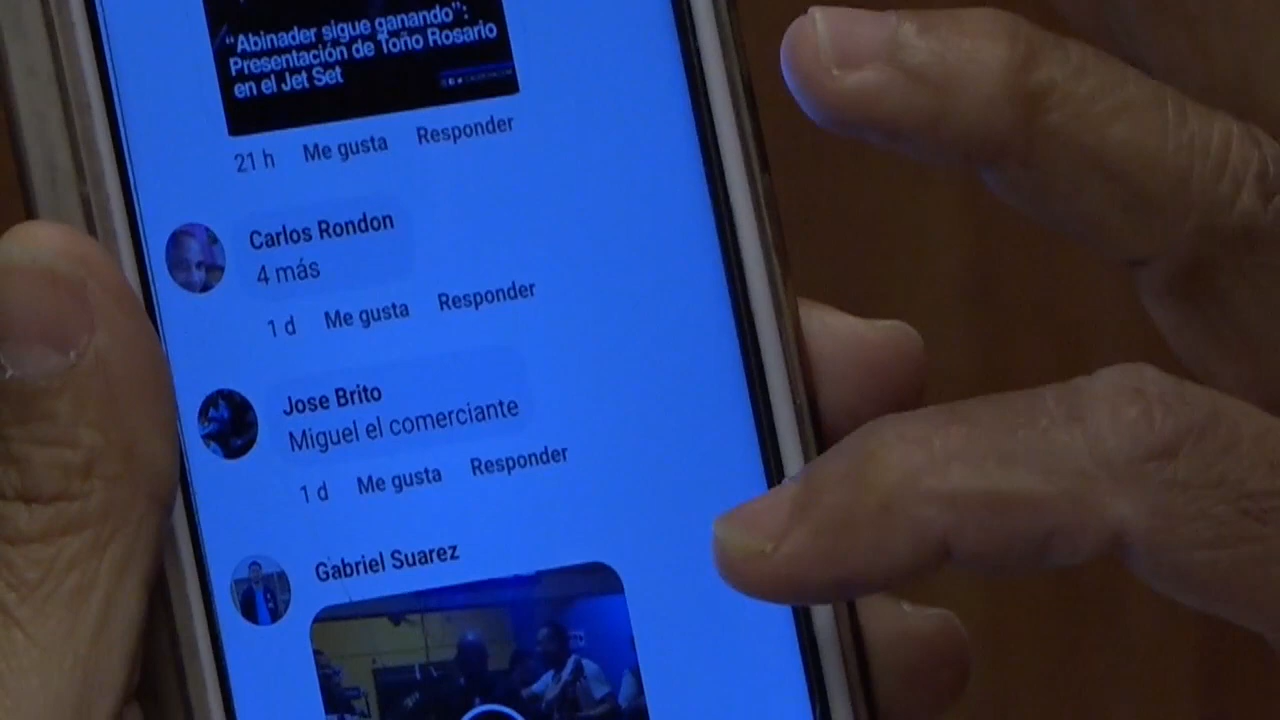 “Abinader sigue ganando”:
Presentación de Toño Rosario
en el Jet Set
21 h Me gusta Responder
Carlos Rondon
4 más
1 d Me gusta Responder
Jose Brito
Miguel el comerciante
1 d Me gusta Responder
Gabriel Suarez